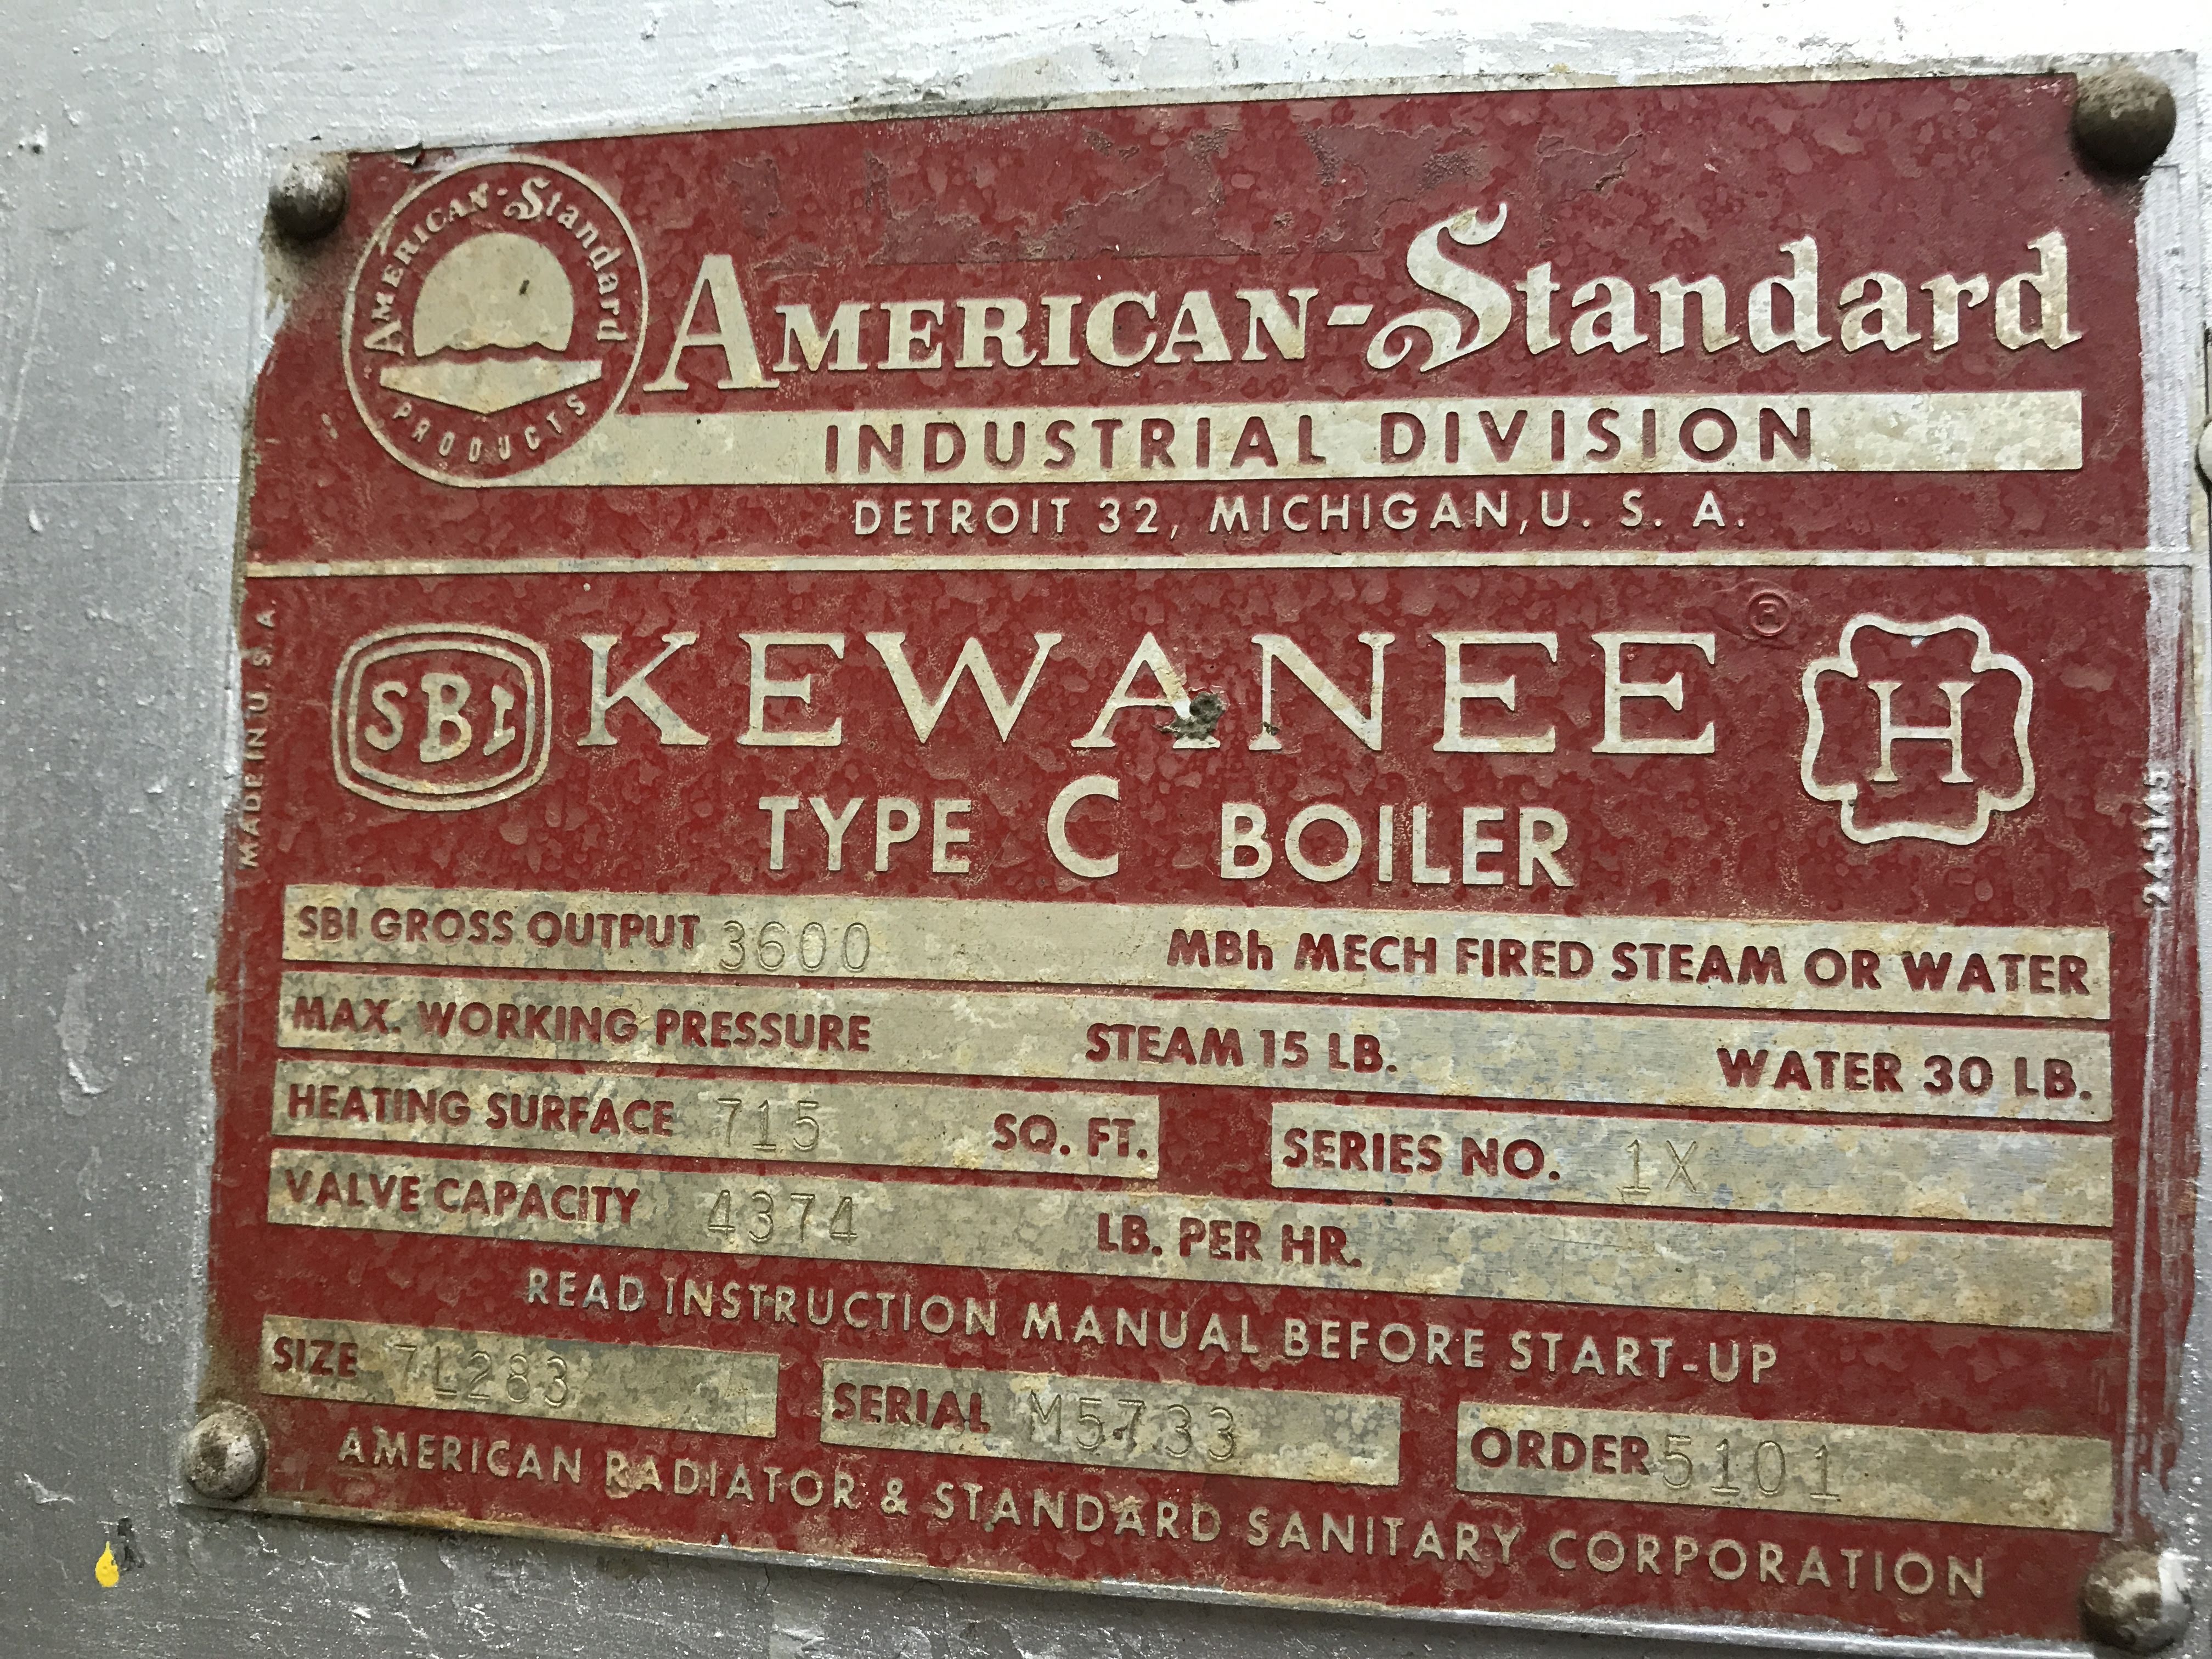 AMERICAN-Standard
PRODUCTS
AMERICAN-Standard
INDUSTRIAL DIVISION
DETROIT 32, MICHIGAN, U. S. A.
MADE IN U. S. A.
SBI
KEWANEE ®
H
TYPE C BOILER
2451145
SBI GROSS OUTPUT 3600 MBh MECH FIRED STEAM OR WATER
MAX. WORKING PRESSURE STEAM 15 LB. WATER 30 LB.
HEATING SURFACE 715 SQ. FT. SERIES NO. 1X
VALVE CAPACITY 4374 LB. PER HR.
READ INSTRUCTION MANUAL BEFORE START-UP
SIZE 7L283 SERIAL M5733 ORDER 5101
AMERICAN RADIATOR & STANDARD SANITARY CORPORATION